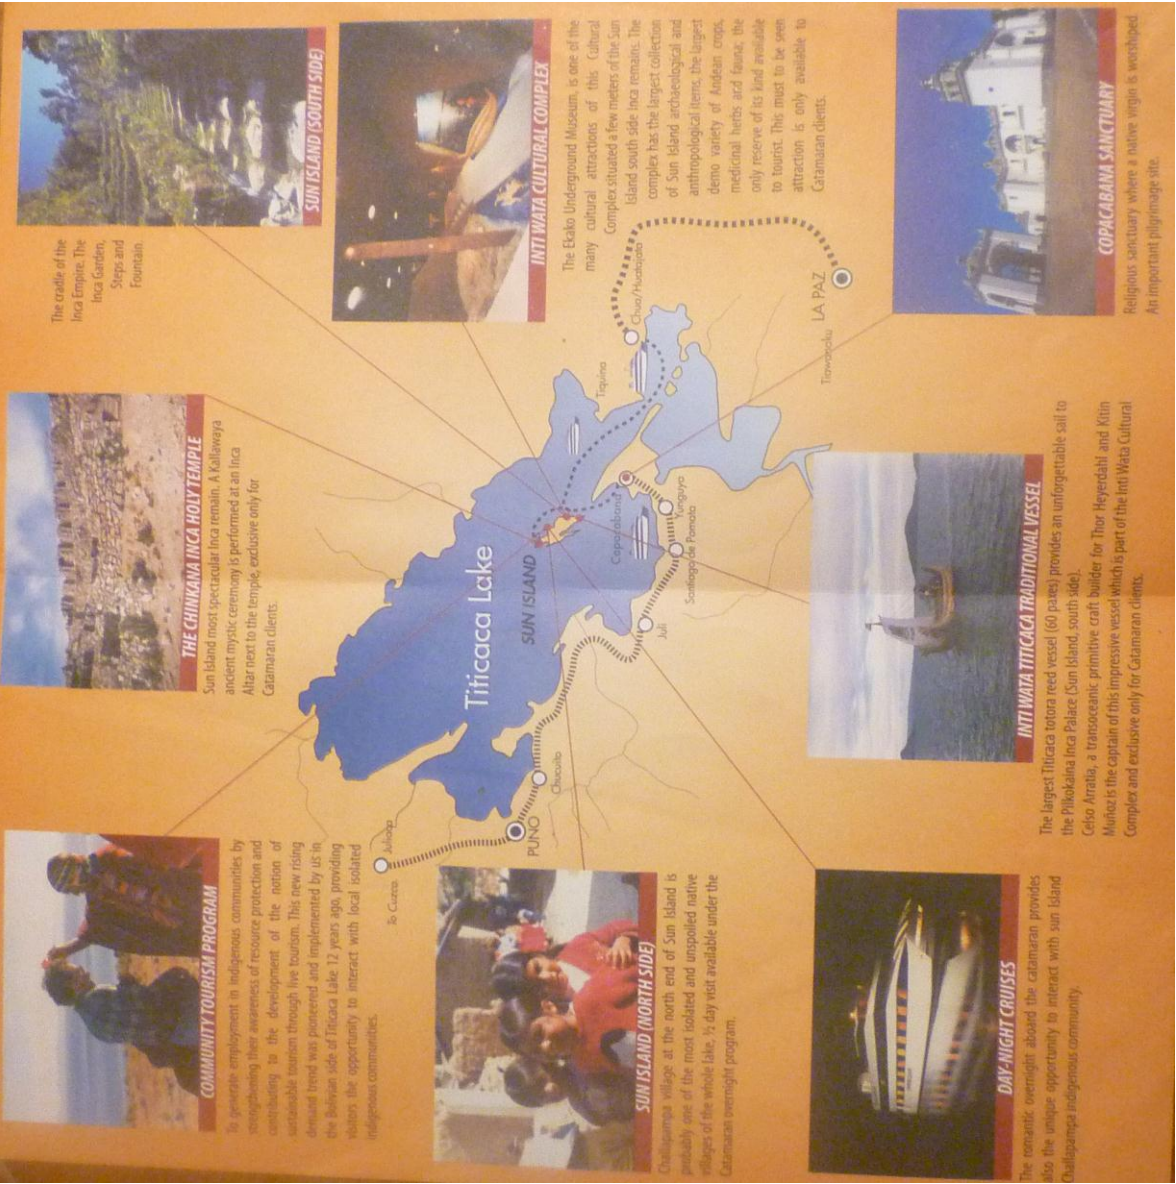 COMMUNITY TOURISM PROGRAM
To generate employment in indigenous communities by
strengthening their awareness of resource protection and
contributing to the development of the notion of
sustainable tourism through live tourism. This new rising
demand trend was pioneered and implemented by us in
the Bolivian side of Titicaca Lake 12 years ago, providing
visitors the opportunity to interact with local isolated
indigenous communities.
THE CHINKANA INCA HOLY TEMPLE
Sun Island most spectacular Inca remain. A Kallawaya
ancient mystic ceremony is performed at an Inca
Altar next to the temple, exclusive only for
Catamaran clients.
The cradle of the
Inca Empire. The
Inca Garden,
Steps and
Fountain.
SUN ISLAND (SOUTH SIDE)
INTI WATA CULTURAL COMPLEX
The Ekako Underground Museum, is one of the
many cultural attractions of this Cultural
Complex situated a few meters of the Sun
Island south side Inca remains. The
complex has the largest collection
of Sun Island archaeological and
anthropological items, the largest
demo variety of Andean crops,
medicinal herbs and fauna; the
only reserve of its kind available
to tourist. This must to be seen
attraction is only available to
Catamaran clients.
To Cuzco
Juliaca
PUNO
Chucuito
Titicaca Lake
SUN ISLAND
Juli
Santiago de Pomata
Yunguyo
Copacabana
Tiquina
Chua/Huatajata
Tiawanaku
LA PAZ
SUN ISLAND (NORTH SIDE)
Challapampa village at the north end of Sun Island is
probably one of the most isolated and unspoiled native
villages of the whole lake, ½ day visit available under the
Catamaran overnight program.
DAY-NIGHT CRUISES
The romantic overnight aboard the catamaran provides
also the unique opportunity to interact with sun Island
Challapampa indigenous community.
INTI WATA TITICACA TRADITIONAL VESSEL
The largest Titicaca totora reed vessel (60 paxes) provides an unforgettable sail to
the Pilkokaina Inca Palace (Sun Island, south side).
Celso Arratia, a transoceanic primitive craft builder for Thor Heyerdahl and Kitin
Muñoz is the captain of this impressive vessel which is part of the Inti Wata Cultural
Complex and exclusive only for Catamaran clients.
COPACABANA SANCTUARY
Religious sanctuary where a native virgin is worshiped.
An important pilgrimage site.